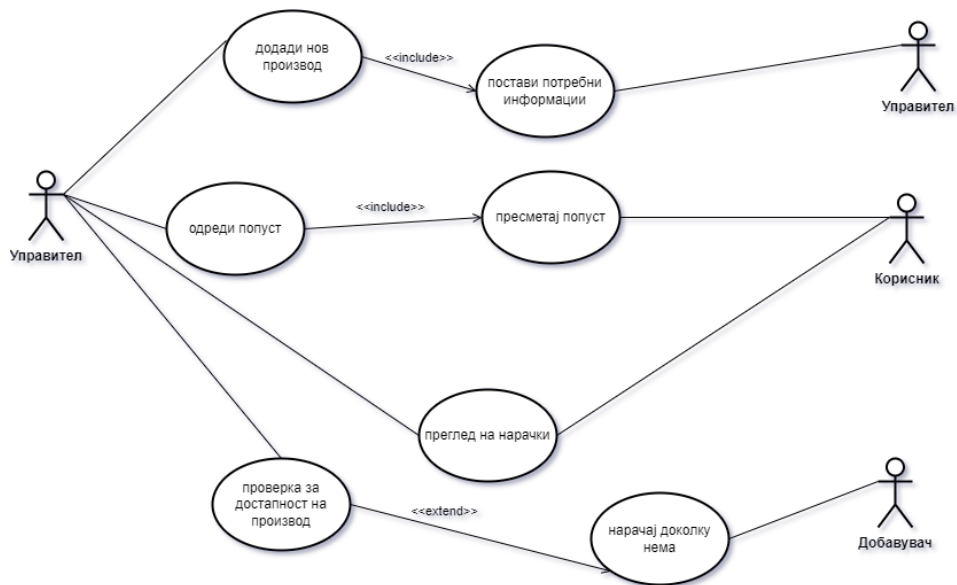 додади нов
производ
<<include>>
постави потребни
информации
Управител
Управител
одреди попуст
<<include>>
пресметај попуст
Корисник
преглед на нарачки
проверка за
достапност на
производ
<<extend>>
нарачај доколку
нема
Добавувач